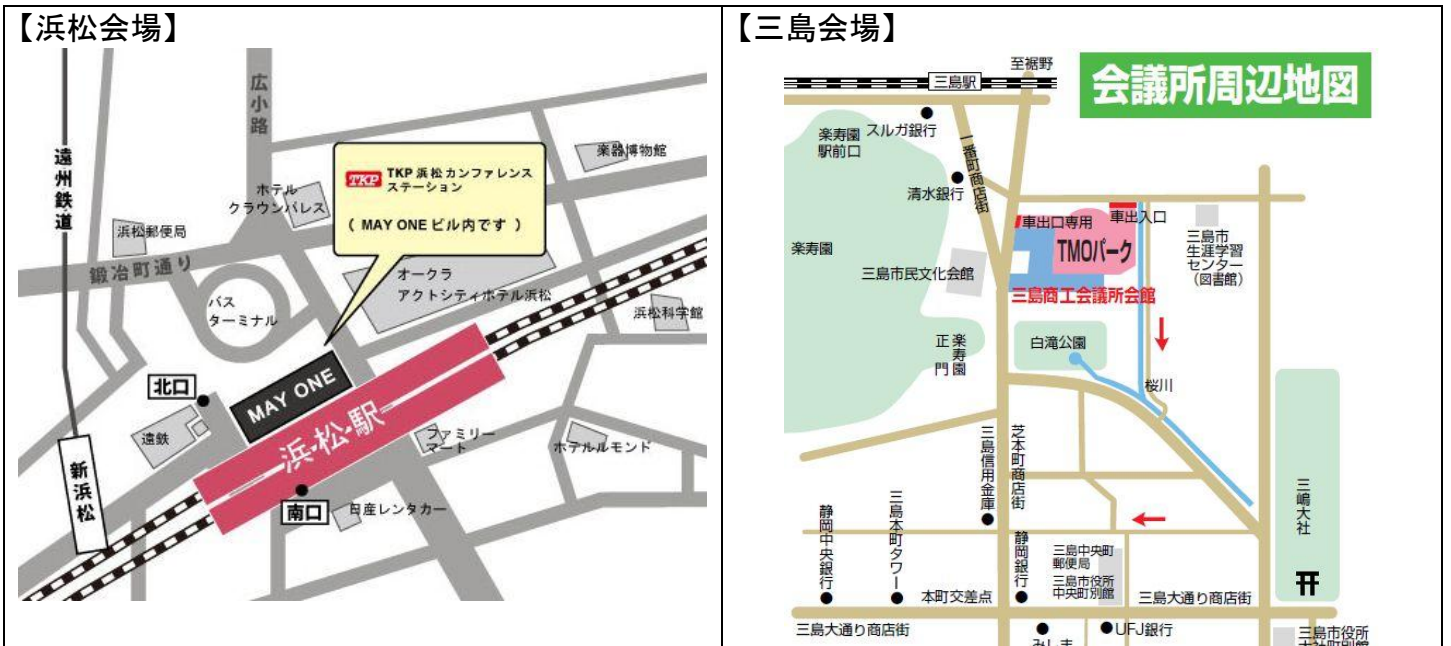 【浜松会場】
広小路
遠州鉄道
楽器博物館
TKP TKP 浜松カンファレンス
ステーション
( MAY ONE ビル内です )
ホテル
クラウンパレス
浜松郵便局
鍛冶町通り
バス
ターミナル
オークラ
アクトシティホテル浜松
浜松科学館
北口
MAY ONE
浜松駅
遠鉄
ファミリー
マート
ホテルルモンド
新浜松
南口
日産レンタカー
【三島会場】
至裾野
三島駅
会議所周辺地図
楽寿園
駅前口
スルガ銀行
一番町商店街
清水銀行
車出口専用
車出入口
TMOパーク
三島市
生涯学習
センター
(図書館)
楽寿園
三島市民文化会館
三島商工会議所会館
楽寿園
正門
白滝公園
桜川
三島信用金庫
芝本町商店街
三嶋大社
静岡中央銀行
三島本町タワー
静岡銀行
三島中央町
郵便局
三島市役所
中央町別館
本町交差点
三島大通り商店街
三島大通り商店街
UFJ銀行
みしま
三島市役所